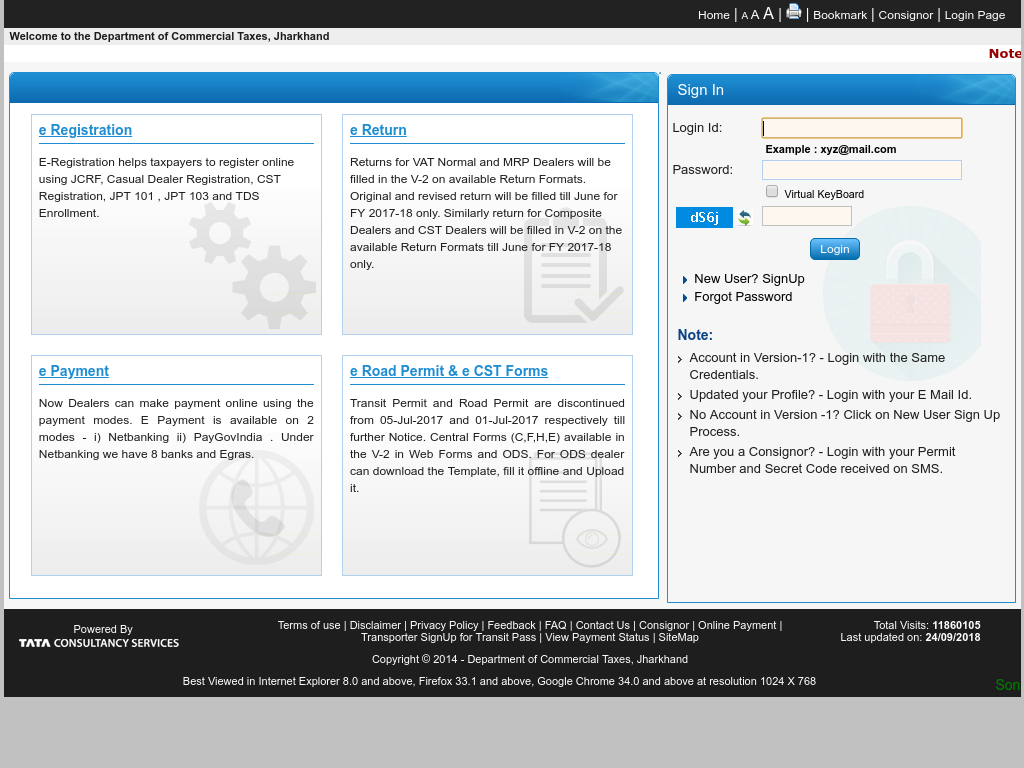 Home | A A A | | Bookmark | Consignor | Login Page
Welcome to the Department of Commercial Taxes, Jharkhand
Note
Sign In
e Registration
E-Registration helps taxpayers to register online
using JCRF, Casual Dealer Registration, CST
Registration, JPT 101 , JPT 103 and TDS
Enrollment.
e Return
Returns for VAT Normal and MRP Dealers will be
filled in the V-2 on available Return Formats.
Original and revised return will be filled till June for
FY 2017-18 only. Similarly return for Composite
Dealers and CST Dealers will be filled in V-2 on the
available Return Formats till June for FY 2017-18
only.
e Payment
Now Dealers can make payment online using the
payment modes. E Payment is available on 2
modes - i) Netbanking ii) PayGovIndia . Under
Netbanking we have 8 banks and Egras.
e Road Permit & e CST Forms
Transit Permit and Road Permit are discontinued
from 05-Jul-2017 and 01-Jul-2017 respectively till
further Notice. Central Forms (C,F,H,E) available in
the V-2 in Web Forms and ODS. For ODS dealer
can download the Template, fill it offline and Upload
it.
Login Id:
Example : xyz@mail.com
Password:
Virtual KeyBoard
dS6j
Login
New User? SignUp
Forgot Password
Note:
Account in Version-1? - Login with the Same
Credentials.
Updated your Profile? - Login with your E Mail Id.
No Account in Version -1? Click on New User Sign Up
Process.
Are you a Consignor? - Login with your Permit
Number and Secret Code received on SMS.
Powered By
TATA CONSULTANCY SERVICES
Terms of use | Disclaimer | Privacy Policy | Feedback | FAQ | Contact Us | Consignor | Online Payment |
Transporter SignUp for Transit Pass | View Payment Status | SiteMap
Copyright © 2014 - Department of Commercial Taxes, Jharkhand
Best Viewed in Internet Explorer 8.0 and above, Firefox 33.1 and above, Google Chrome 34.0 and above at resolution 1024 X 768
Total Visits: 11860105
Last updated on: 24/09/2018
Som